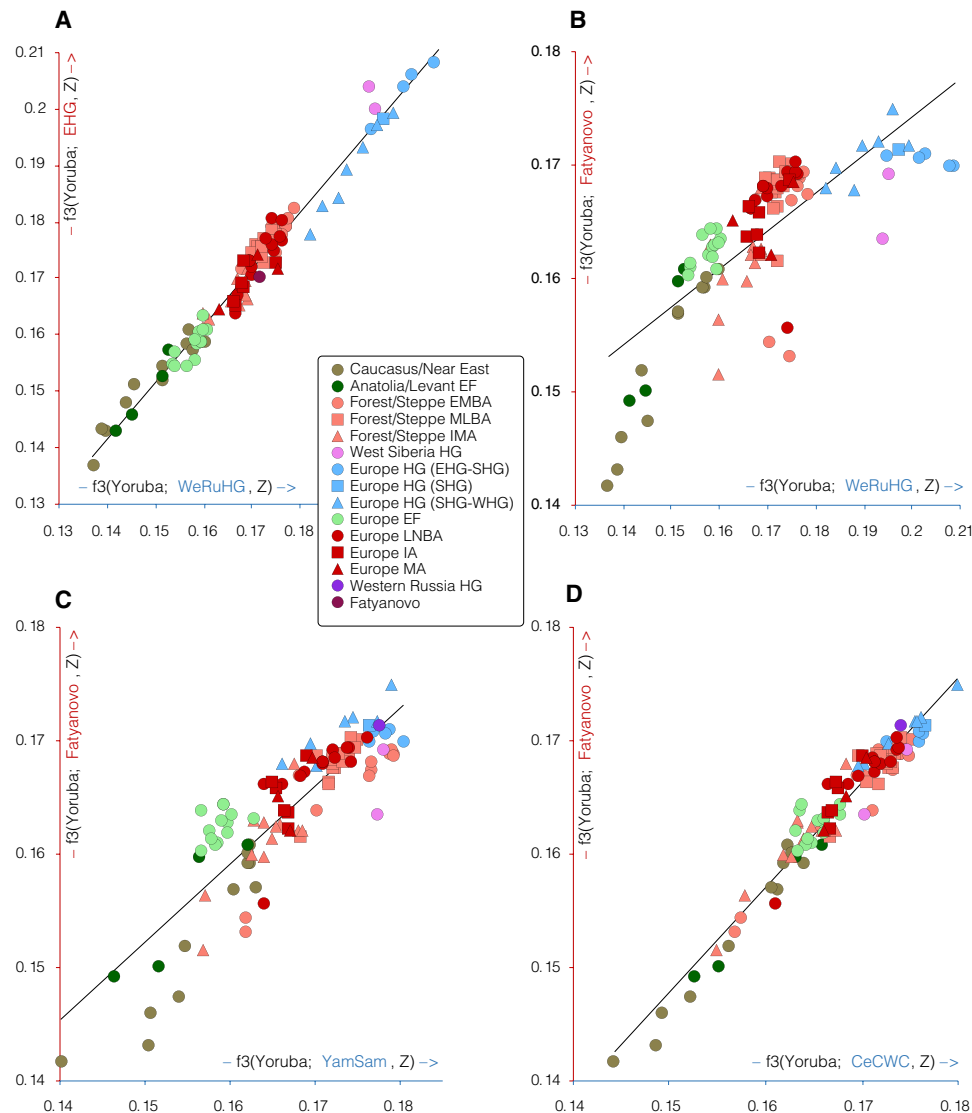 A
0.21
0.2
0.19
0.18
0.17
0.16
0.15
0.14
0.13
– f3(Yoruba; EHG, Z) –>
– f3(Yoruba; WeRuHG, Z) –>
0.13
0.14
0.15
0.16
0.17
0.18
B
0.18
0.17
0.16
0.15
0.14
– f3(Yoruba; Fatyanovo, Z) –>
– f3(Yoruba; WeRuHG, Z) –>
0.13
0.14
0.15
0.16
0.17
0.18
0.19
0.2
0.21
Caucasus/Near East
Anatolia/Levant EF
Forest/Steppe EMBA
Forest/Steppe MLBA
Forest/Steppe IMA
West Siberia HG
Europe HG (EHG-SHG)
Europe HG (SHG)
Europe HG (SHG-WHG)
Europe EF
Europe LNBA
Europe IA
Europe MA
Western Russia HG
Fatyanovo
C
0.18
0.17
0.16
0.15
0.14
– f3(Yoruba; Fatyanovo, Z) –>
– f3(Yoruba; YamSam, Z) –>
0.14
0.15
0.16
0.17
0.18
D
0.18
0.17
0.16
0.15
0.14
– f3(Yoruba; Fatyanovo, Z) –>
– f3(Yoruba; CeCWC, Z) –>
0.14
0.15
0.16
0.17
0.18